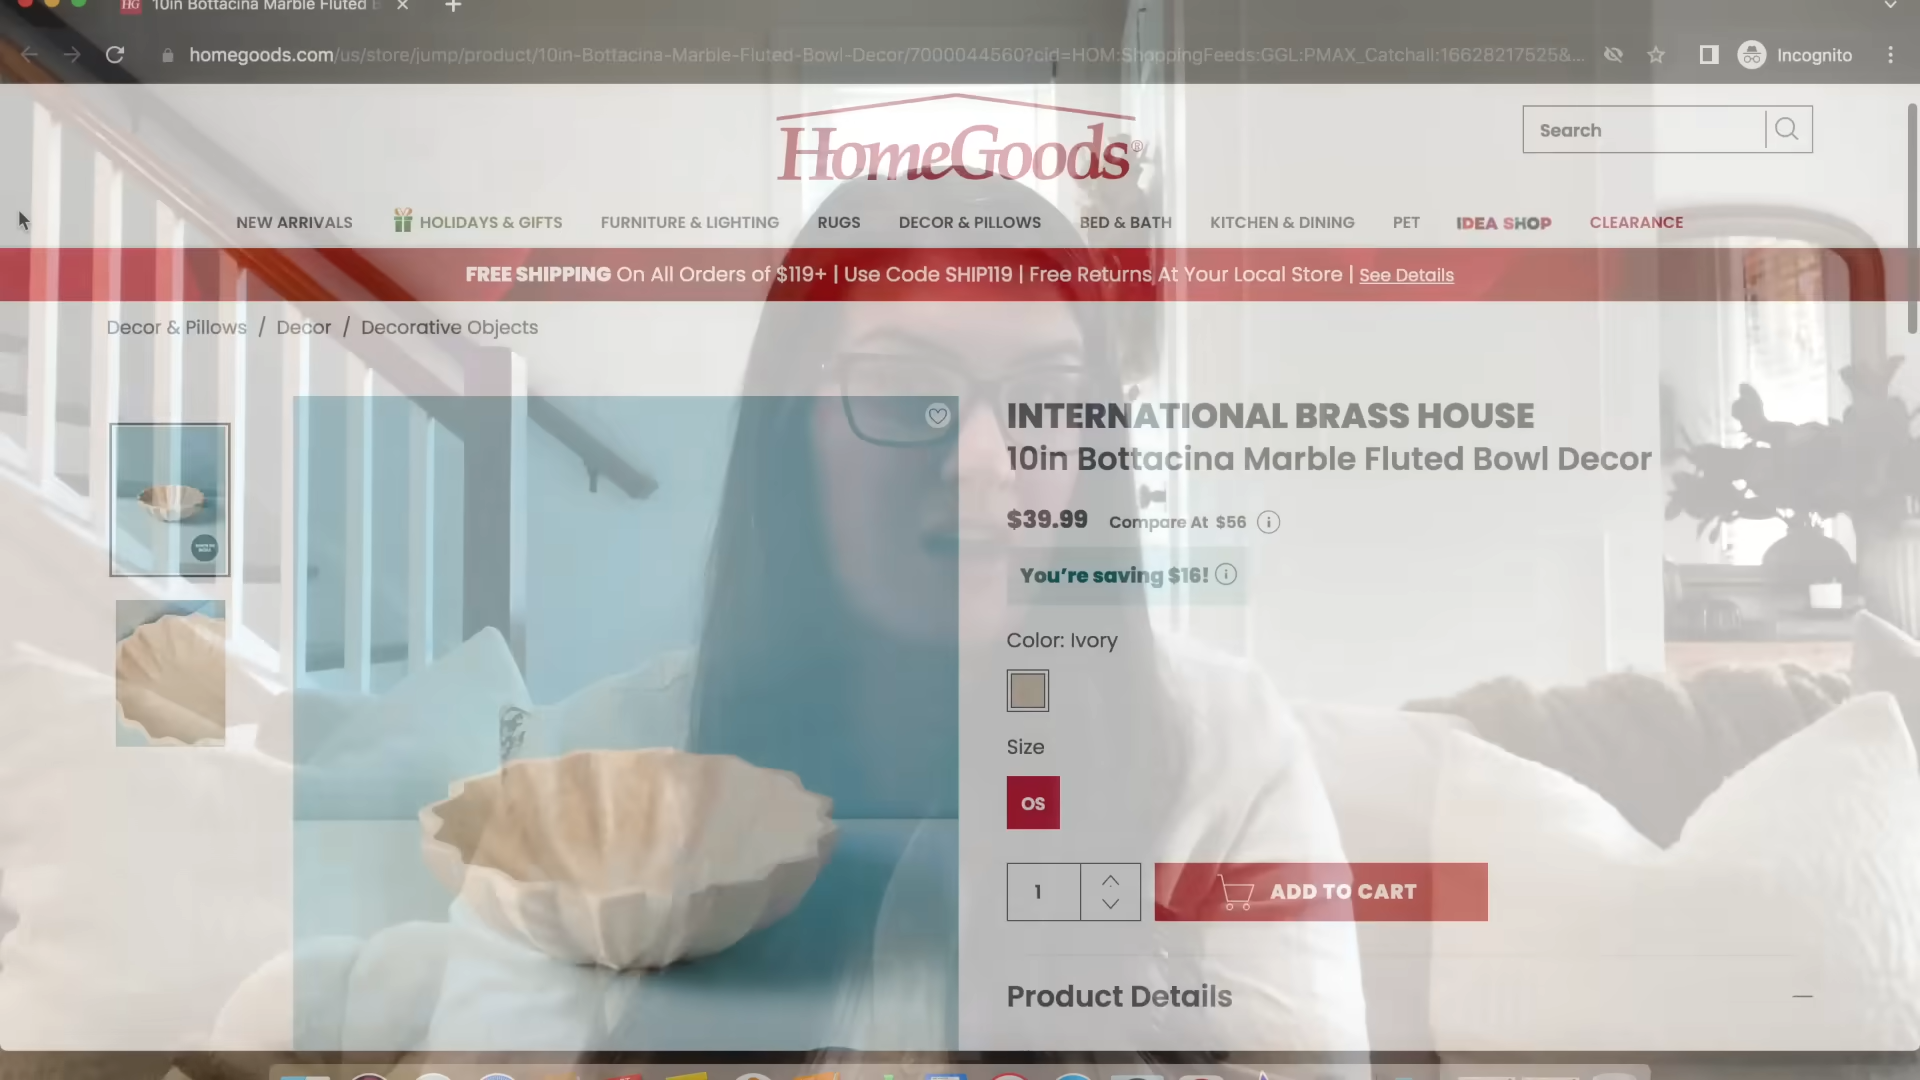 10in Bottacina Marble Fluted
homegoods.com/us/store/jump/product/10in-Bottacina-Marble-Fluted-Bowl-Decor/7000044560?cid=HOM:ShoppingFeeds:GGL:PMAX_Catchall:16628217525&...
Incognito
HomeGoods®
Search
NEW ARRIVALS HOLIDAYS & GIFTS FURNITURE & LIGHTING RUGS DECOR & PILLOWS BED & BATH KITCHEN & DINING PET IDEA SHOP CLEARANCE
FREE SHIPPING On All Orders of $119+ | Use Code SHIP119 | Free Returns At Your Local Store | See Details
Decor & Pillows / Decor / Decorative Objects
INTERNATIONAL BRASS HOUSE
10in Bottacina Marble Fluted Bowl Decor
$39.99 Compare At $56
You're saving $16!
Color: Ivory
Size
OS
1
ADD TO CART
Product Details